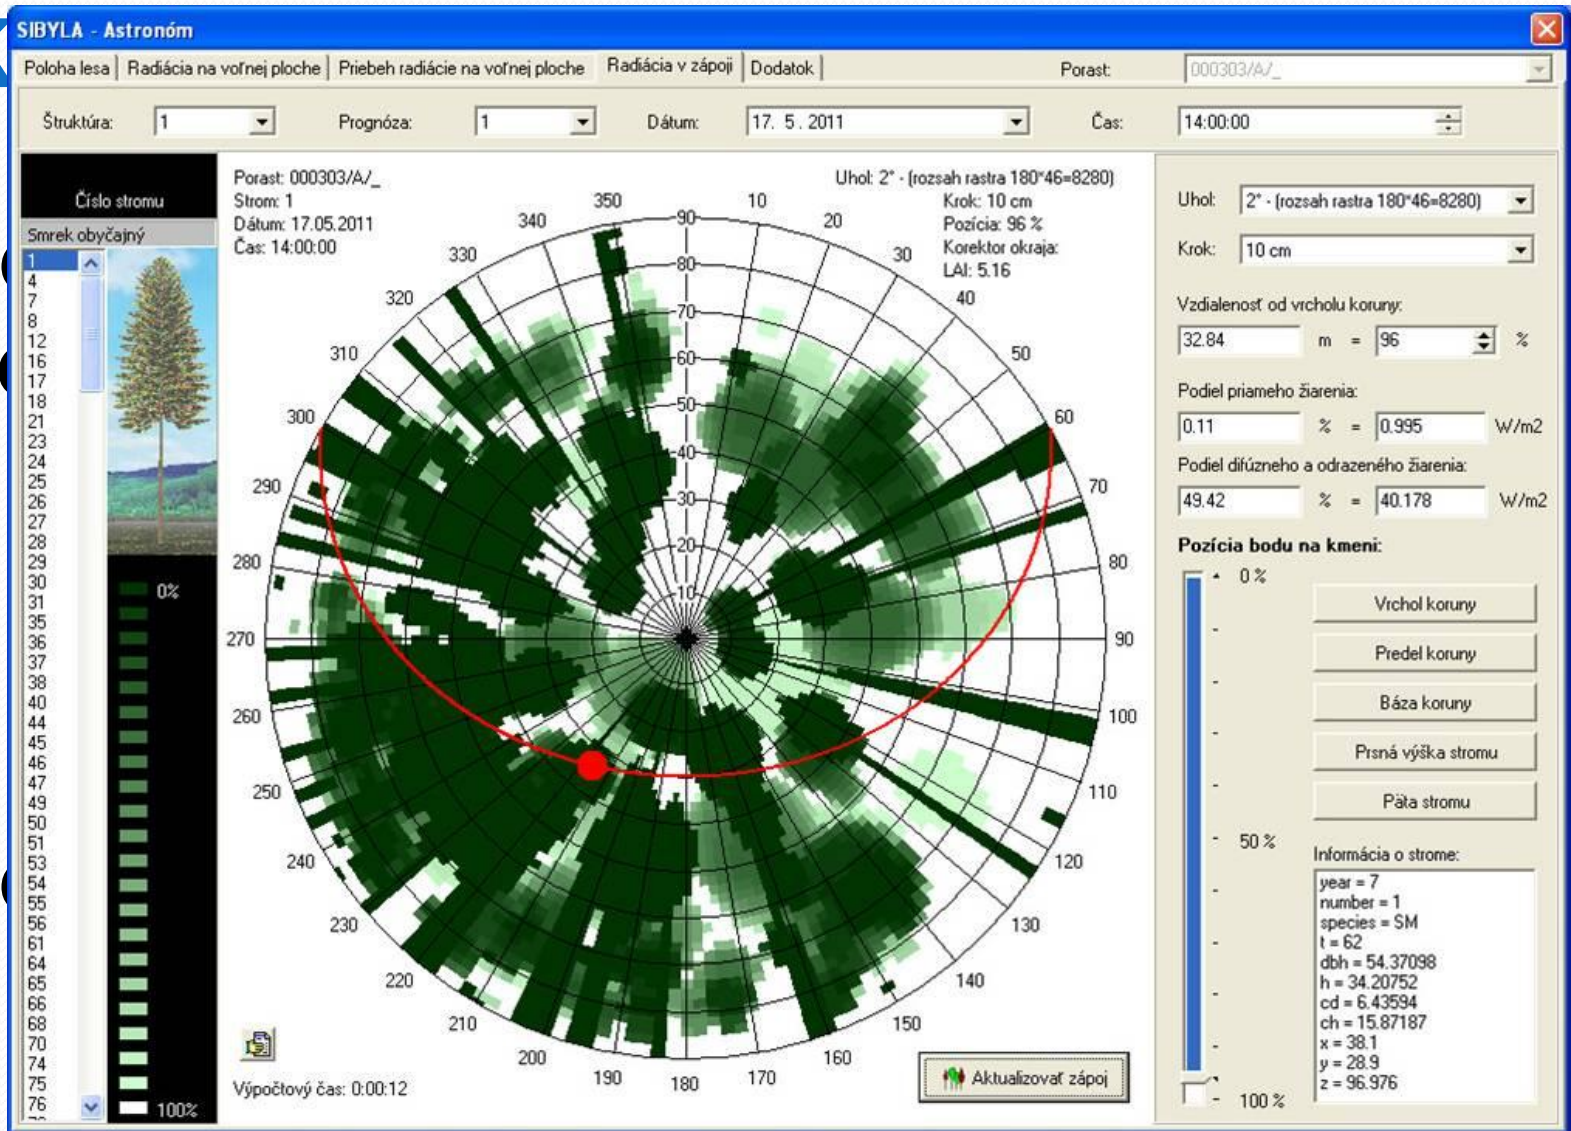 SIBYLA - Astronóm
Poloha lesa Radiácia na voľnej ploche Priebeh radiácie na voľnej ploche Radiácia v zápoji Dodatok Porast: 000303/A/_
Štruktúra: 1 Prognóza: 1 Dátum: 17. 5. 2011 Čas: 14:00:00
Číslo stromu
Smrek obyčajný
1
4
7
8
12
16
17
18
21
23
24
25
26
27
28
29
30
31
35
36
37
38
40
44
45
46
47
49
50
51
53
54
55
56
61
64
65
66
68
70
74
75
76
0%
100%
Porast: 000303/A/_
Strom: 1
Dátum: 17.05.2011
Čas: 14:00:00
Uhol: 2° - (rozsah rastra 180*46=8280)
Krok: 10 cm
Pozícia: 96 %
Korektor okraja:
LAI: 5.16
350
10
20
30
40
50
60
70
80
90
100
110
120
130
140
150
160
170
180
190
200
210
220
230
240
250
260
270
280
290
300
310
320
330
340
90
80
70
60
50
40
30
20
10
Výpočtový čas: 0:00:12
Aktualizovať zápoj
Uhol: 2° - (rozsah rastra 180*46=8280)
Krok: 10 cm
Vzdialenosť od vrcholu koruny:
32.84 m = 96 %
Podiel priameho žiarenia:
0.11 % = 0.995 W/m2
Podiel difúzneho a odrazeného žiarenia:
49.42 % = 40.178 W/m2
Pozícia bodu na kmeni:
0 %
50 %
100 %
Vrchol koruny
Predel koruny
Báza koruny
Prsná výška stromu
Päta stromu
Informácia o strome:
year = 7
number = 1
species = SM
t = 62
dbh = 54.37098
h = 34.20752
cd = 6.43594
ch = 15.87187
x = 38.1
y = 28.9
z = 96.976